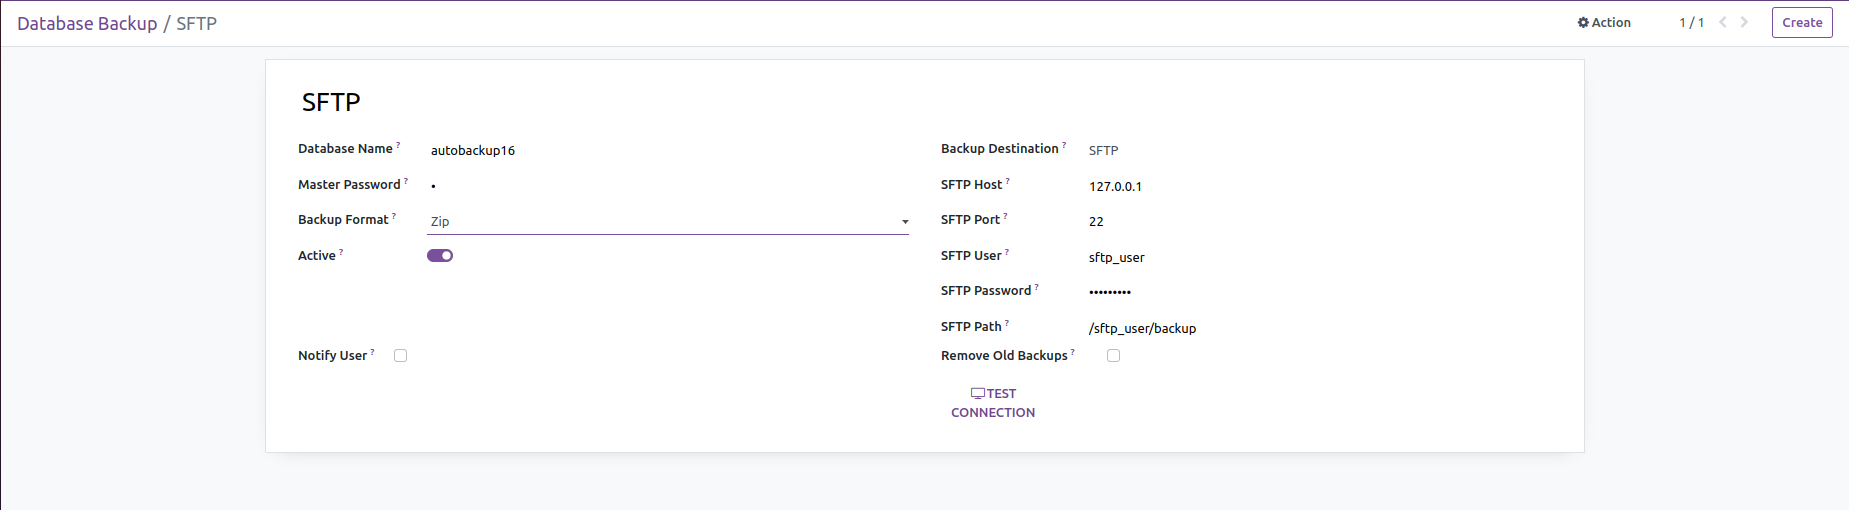 Database Backup / SFTP
Action 1 / 1 Create
SFTP
Database Name ? autobackup16
Master Password ? •
Backup Format ? Zip
Active ?
Notify User ?
Backup Destination ? SFTP
SFTP Host ? 127.0.0.1
SFTP Port ? 22
SFTP User ? sftp_user
SFTP Password ? •••••••••
SFTP Path ? /sftp_user/backup
Remove Old Backups ?
TEST
CONNECTION